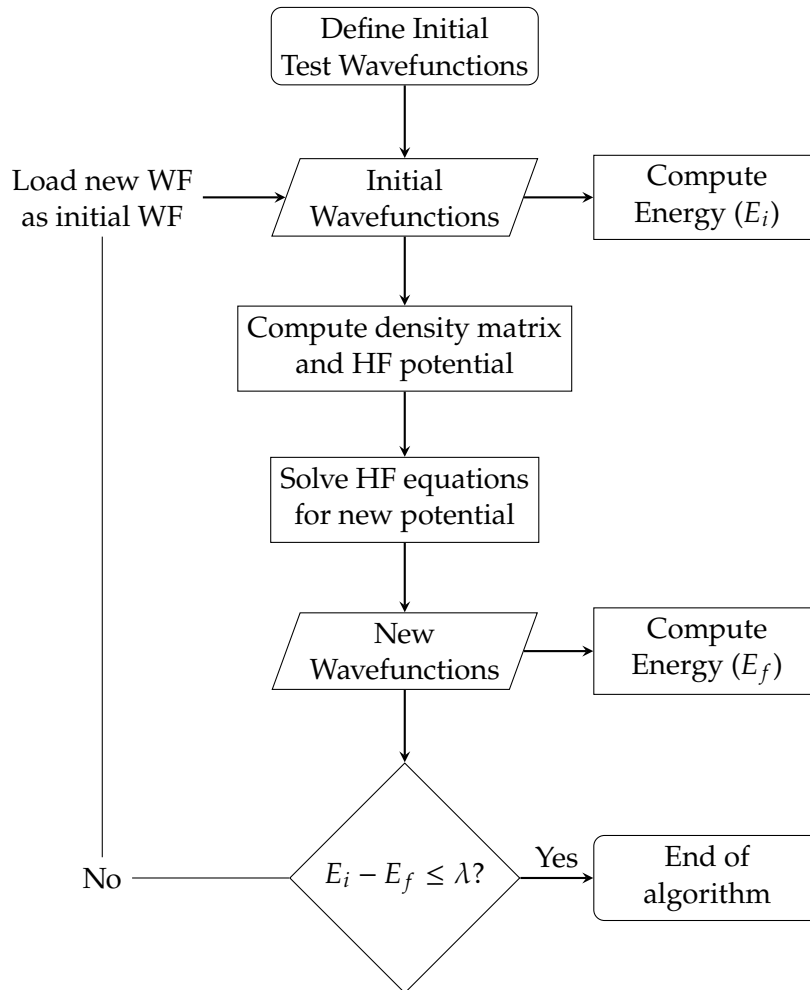 Define Initial
Test Wavefunctions
Load new WF
as initial WF
Initial
Wavefunctions
Compute
Energy (E_i)
Compute density matrix
and HF potential
Solve HF equations
for new potential
New
Wavefunctions
Compute
Energy (E_f)
No
E_i − E_f ≤ λ?
Yes
End of
algorithm